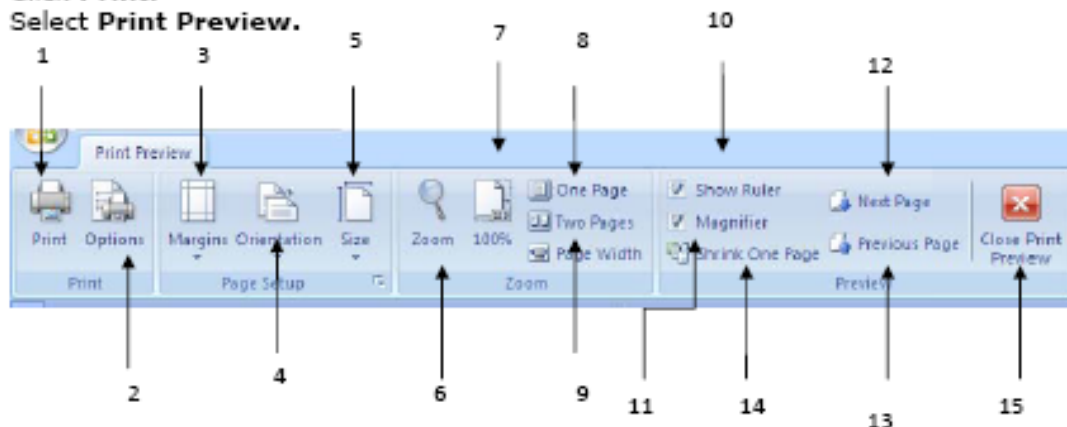 Select Print Preview.
1 3 5 7 8 10 12
Print Preview
Print Options Margins Orientation Size Zoom 100% One Page Two Pages Page Width Show Ruler Magnifier Shrink One Page Next Page Previous Page Close Print Preview
Print Page Setup Zoom Preview
2 4 6 9 11 14 13 15